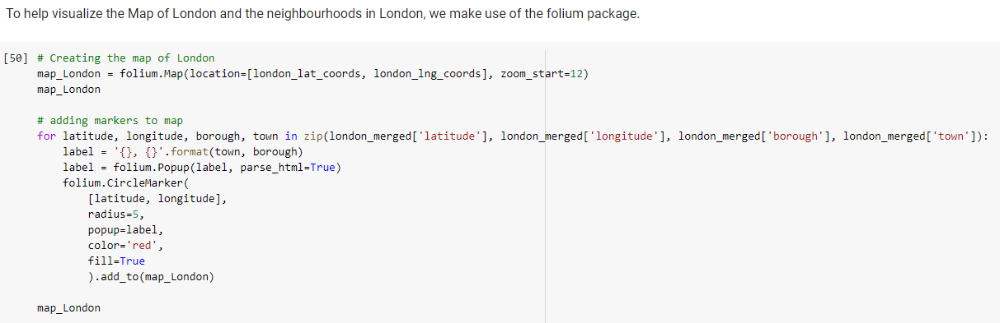 To help visualize the Map of London and the neighbourhoods in London, we make use of the folium package.
[50] # Creating the map of London
map_London = folium.Map(location=[london_lat_coords, london_lng_coords], zoom_start=12)
map_London
# adding markers to map
for latitude, longitude, borough, town in zip(london_merged['latitude'], london_merged['longitude'], london_merged['borough'], london_merged['town']):
    label = '{}, {}'.format(town, borough)
    label = folium.Popup(label, parse_html=True)
    folium.CircleMarker(
        [latitude, longitude],
        radius=5,
        popup=label,
        color='red',
        fill=True
        ).add_to(map_London)
map_London